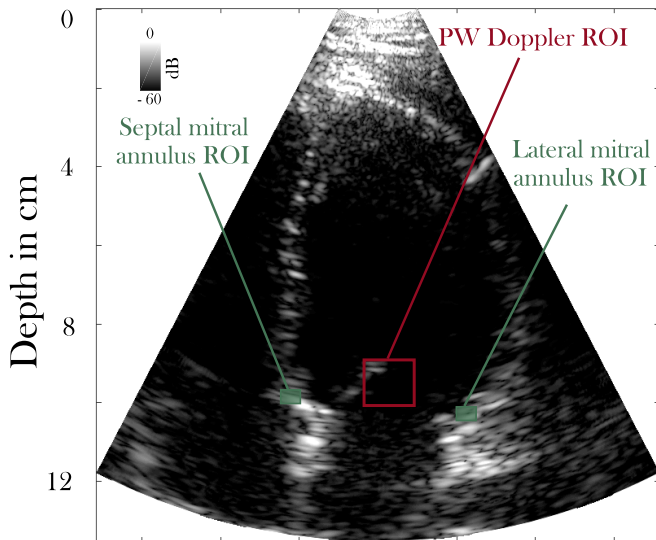 0
PW Doppler ROI
0
dB
- 60
Septal mitral
annulus ROI
Lateral mitral
annulus ROI
4
Depth in cm
8
12